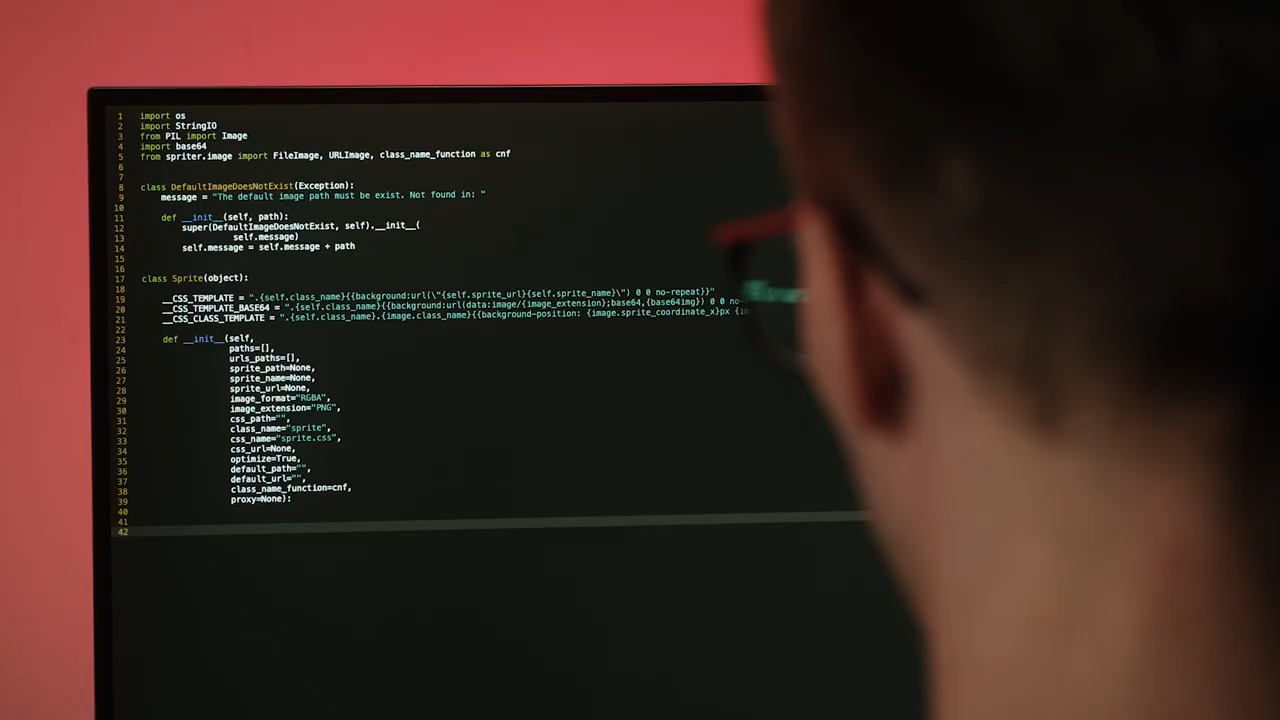 1 import os
2 import StringIO
3 from PIL import Image
4 import base64
5 from spriter.image import FileImage, URLImage, class_name_function as cnf
6
7
8 class DefaultImageDoesNotExist(Exception):
9 message = "The default image path must be exist. Not found in: "
10
11 def __init__(self, path):
12 super(DefaultImageDoesNotExist, self).__init__(
13 self.message)
14 self.message = self.message + path
15
16
17 class Sprite(object):
18
19 __CSS_TEMPLATE = ".{self.class_name}{{background:url(\"{self.sprite_url}{self.sprite_name}\") 0 0 no-repeat}}"
20 __CSS_TEMPLATE_BASE64 = ".{self.class_name}{{background:url(data:image/{image_extension};base64,{base64img}) 0 0 no-
21 __CSS_CLASS_TEMPLATE = ".{self.class_name}.{image.class_name}{{background-position: {image.sprite_coordinate_x}px
22
23 def __init__(self,
24 paths=[],
25 urls_paths=[],
26 sprite_path=None,
27 sprite_name=None,
28 sprite_url=None,
29 image_format="RGBA",
30 image_extension="PNG",
31 css_path="",
32 class_name="sprite",
33 css_name="sprite.css",
34 css_url=None,
35 optimize=True,
36 default_path="",
37 default_url="",
38 class_name_function=cnf,
39 proxy=None):
40
41
42